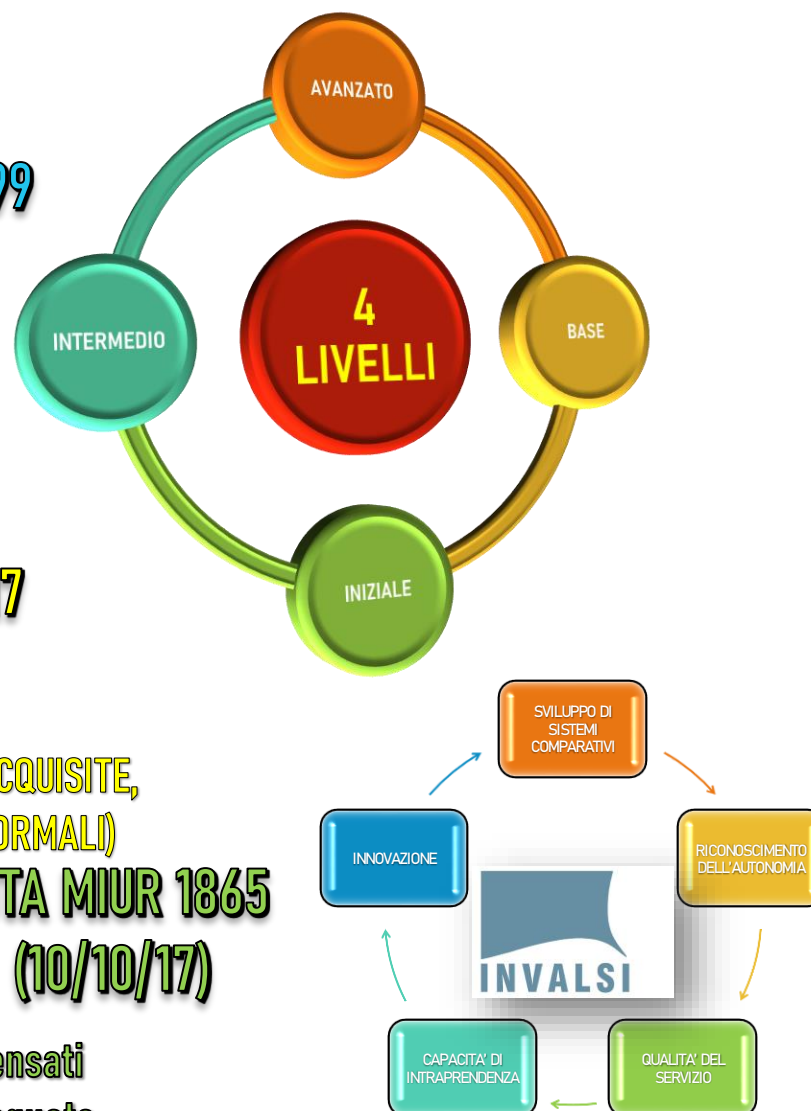 AVANZATO
99
INTERMEDIO
4
LIVELLI
BASE
INIZIALE
7
CQUISITE,
ORMALI)
TA MIUR 1865
(10/10/17)
ensati
SVILUPPO DI
SISTEMI
COMPARATIVI
INNOVAZIONE
RICONOSCIMENTO
DELL'AUTONOMIA
INVALSI
CAPACITA' DI
INTRAPRENDENZA
QUALITA' DEL
SERVIZIO